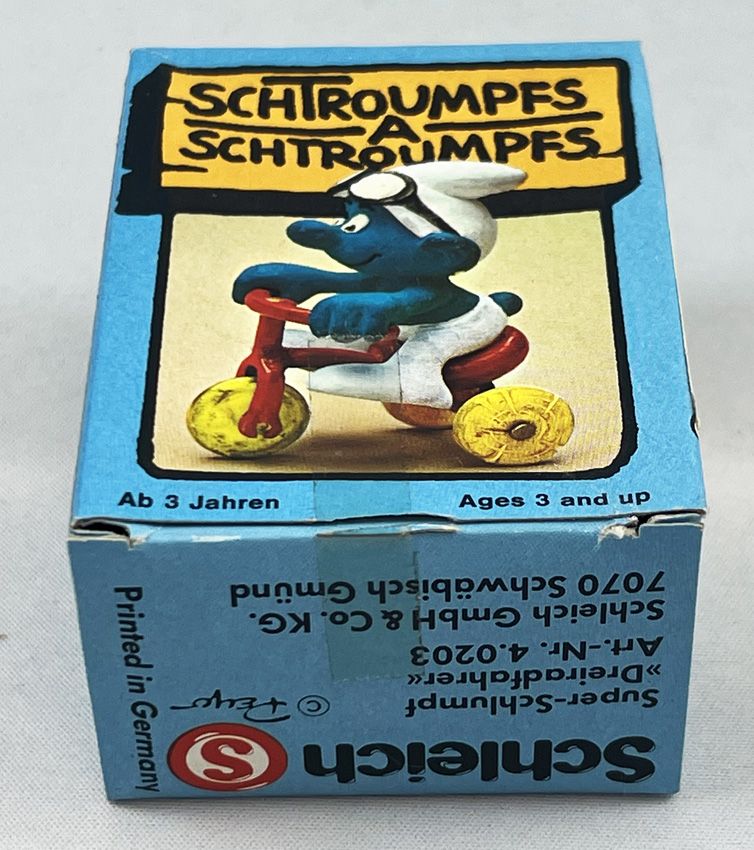 SCHTROUMPFS
A
SCHTROUMPFS
Ab 3 Jahren
Ages 3 and up
Schleich S
Super-Schlumpf © Peyo
»Dreiradfahrer«
Art.-Nr. 4.0203
Schleich GmbH & Co. KG.
7070 Schwäbisch Gmünd
Printed in Germany